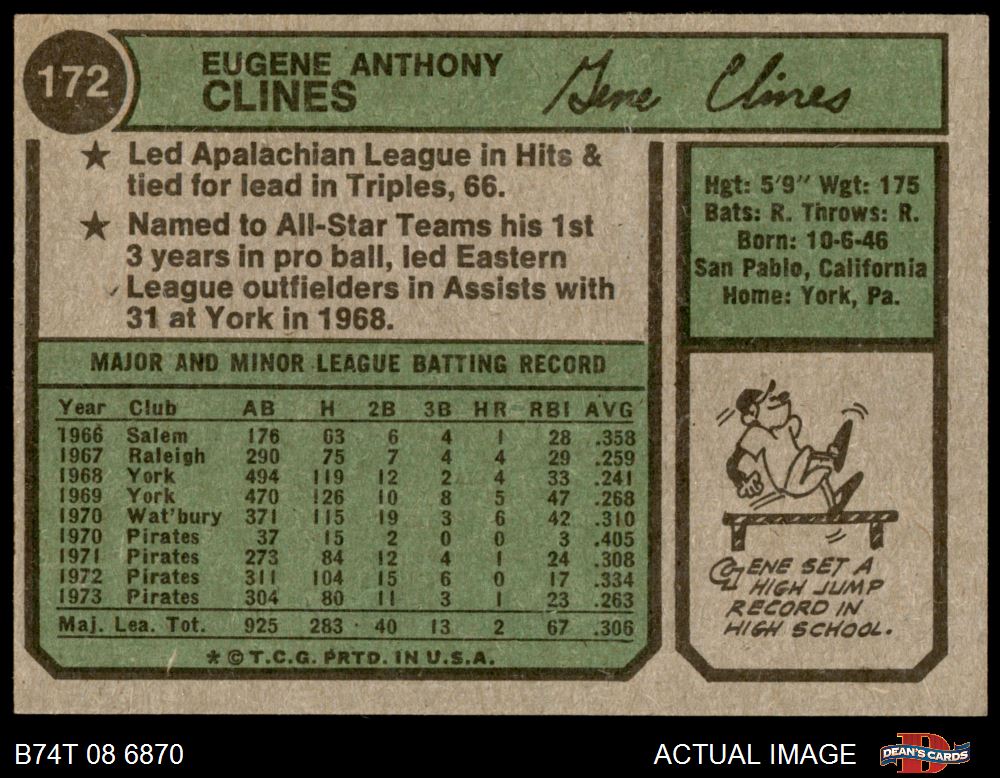 172
EUGENE ANTHONY
CLINES
Gene Clines
★ Led Apalachian League in Hits &
tied for lead in Triples, 66.
★ Named to All-Star Teams his 1st
3 years in pro ball, led Eastern
League outfielders in Assists with
31 at York in 1968.
Hgt: 5'9" Wgt: 175
Bats: R. Throws: R.
Born: 10-6-46
San Pablo, California
Home: York, Pa.
MAJOR AND MINOR LEAGUE BATTING RECORD
Year Club AB H 2B 3B HR RBI AVG
1966 Salem 176 63 6 4 1 28 .358
1967 Raleigh 290 75 7 4 4 29 .259
1968 York 494 119 12 2 4 33 .241
1969 York 470 126 10 8 5 47 .268
1970 Wat'bury 371 115 19 3 6 42 .310
1970 Pirates 37 15 2 0 0 3 .405
1971 Pirates 273 84 12 4 1 24 .308
1972 Pirates 311 104 15 6 0 17 .334
1973 Pirates 304 80 11 3 1 23 .263
Maj. Lea. Tot. 925 283 40 13 2 67 .306
* © T.C.G. PRTD. IN U.S.A.
GENE SET A
HIGH JUMP
RECORD IN
HIGH SCHOOL.
B74T 08 6870
ACTUAL IMAGE
DEAN'S CARDS